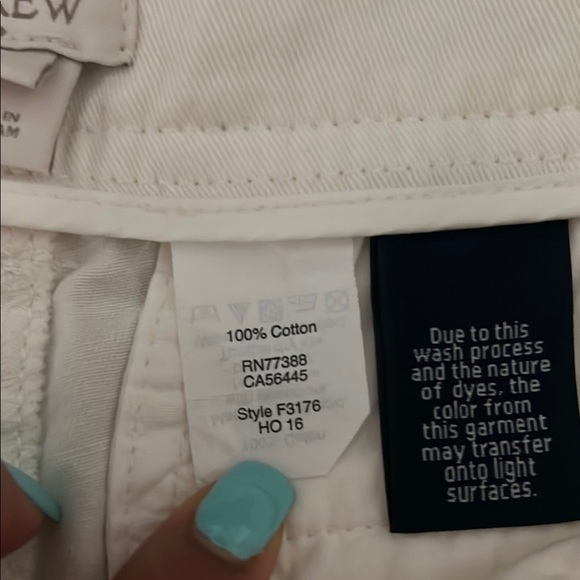 IN
100% Cotton
RN77388
CA56445
Style F3176
HO 16
Due to this
wash process
and the nature
of dyes, the
color from
this garment
may transfer
onto light
surfaces.